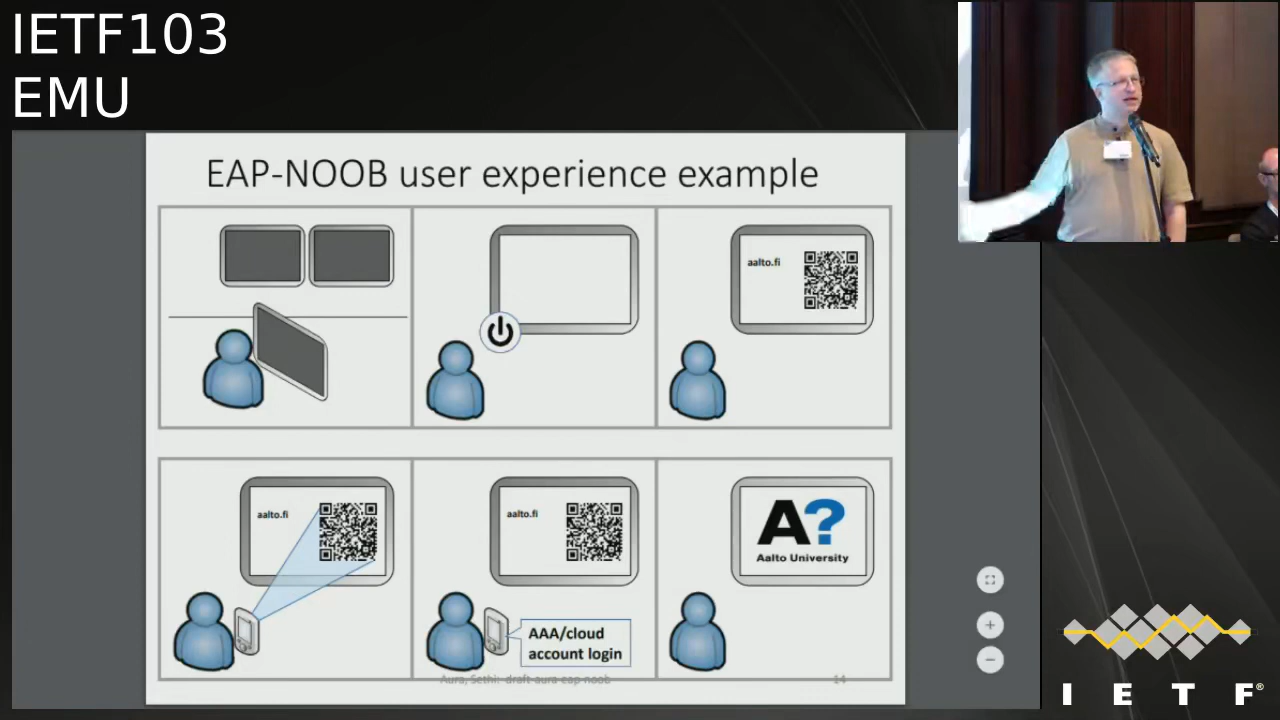 IETF103
EMU
EAP-NOOB user experience example
aalto.fi
aalto.fi
aalto.fi
AAA/cloud
account login
A?
Aalto University
Aura, Sethi: draft-aura-eap-noob
14
I E T F®